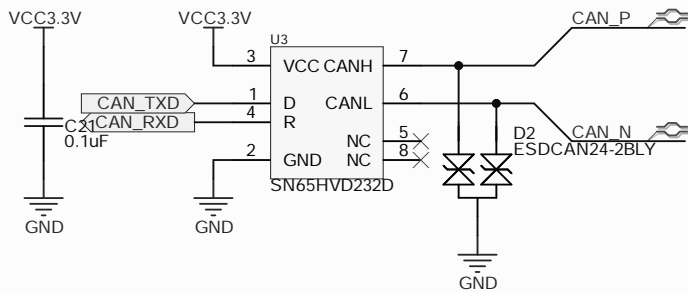 VCC3.3V
VCC3.3V
U3
CAN_P
3
VCC CANH
7
CAN_TXD
1
D
CANL
6
CAN_RXD
4
R
C21
0.1uF
NC
5
D2
CAN_N
ESDCAN24-2BLY
2
GND
NC
8
SN65HVD232D
GND
GND
GND